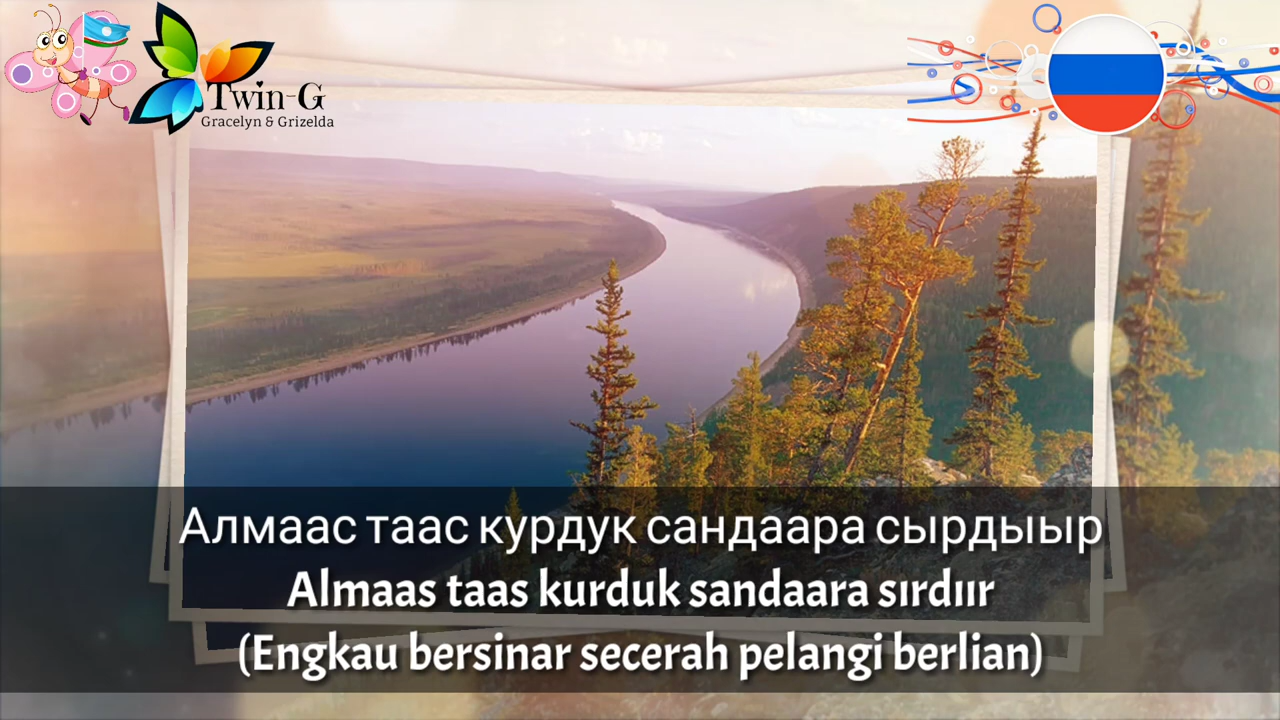 Twin-G
Gracelyn & Grizelda
Алмаас таас курдук сандаара сырдыыр
Almaas taas kurduk sandaara sırdıır
(Engkau bersinar secerah pelangi berlian)